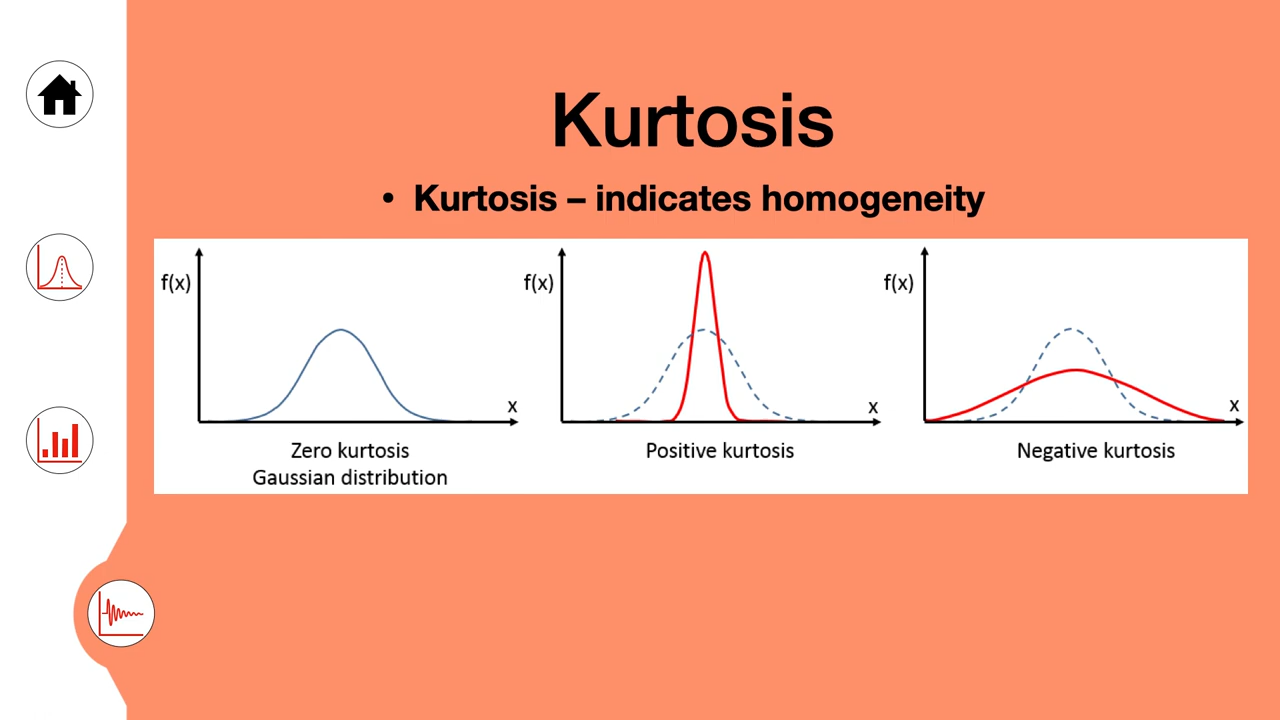 Kurtosis
• Kurtosis – indicates homogeneity
f(x)
x
Zero kurtosis
Gaussian distribution
f(x)
x
Positive kurtosis
f(x)
x
Negative kurtosis